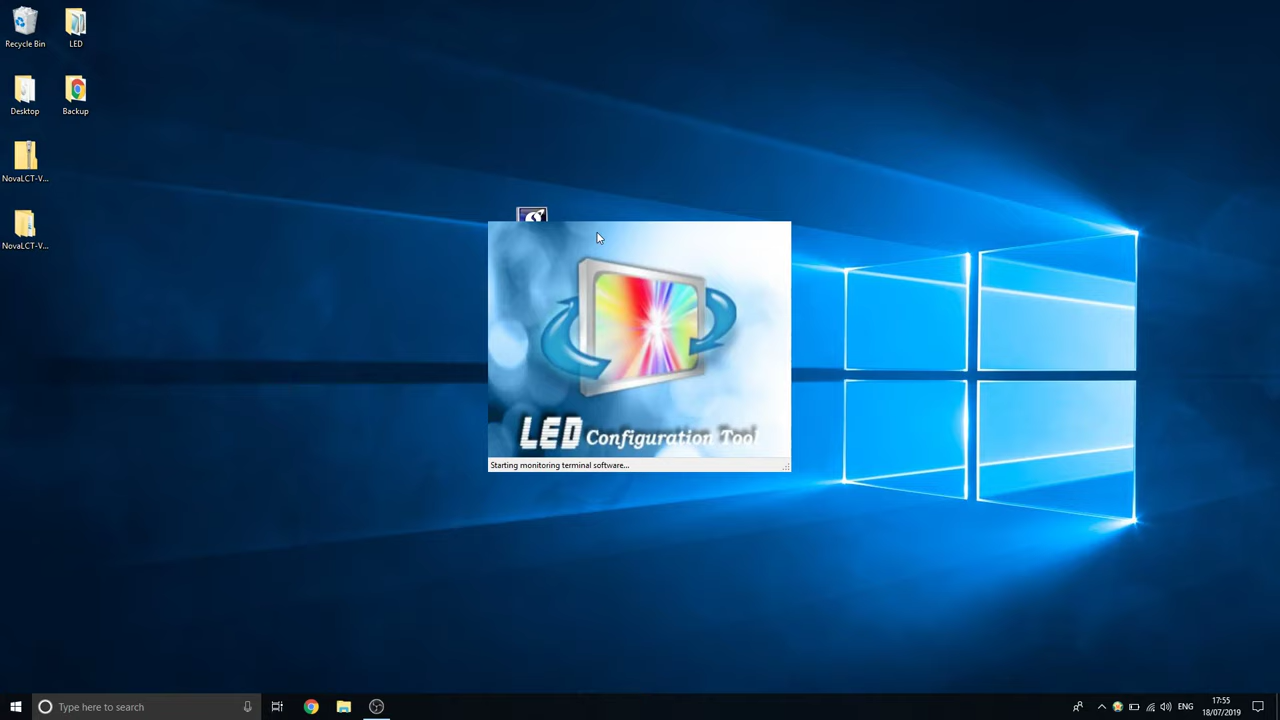 Recycle Bin
LED
Desktop
Backup
NovaLCT-V...
NovaLCT-V...
LED Configuration Tool
Starting monitoring terminal software...
Type here to search
ENG
17:55
18/07/2019